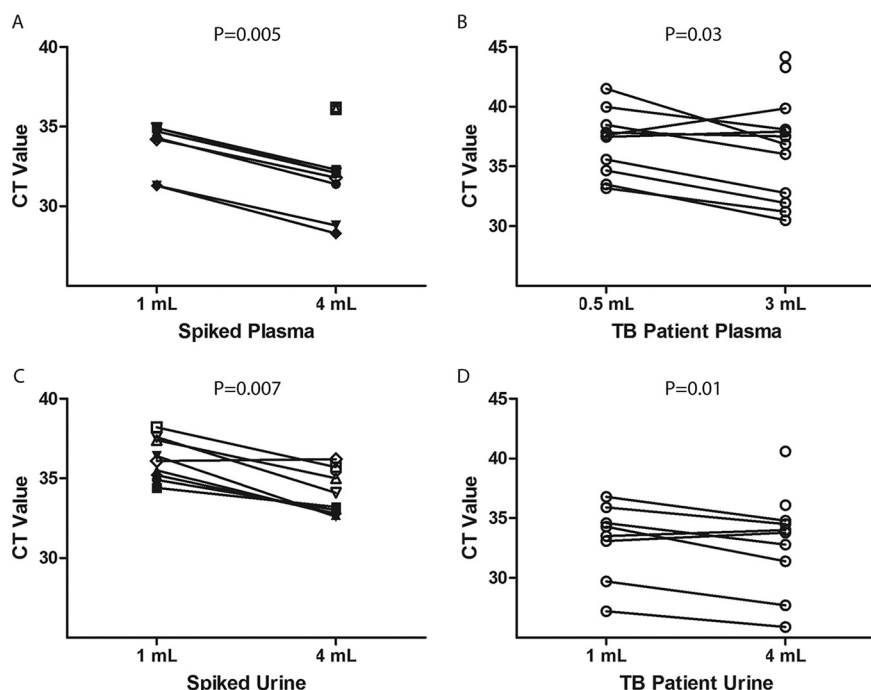 A
P=0.005
40
35
30
CT Value
1 mL
4 mL
Spiked Plasma
B
P=0.03
45
40
35
30
CT Value
0.5 mL
3 mL
TB Patient Plasma
C
P=0.007
40
35
30
CT Value
1 mL
4 mL
Spiked Urine
D
P=0.01
45
40
35
30
CT Value
1 mL
4 mL
TB Patient Urine